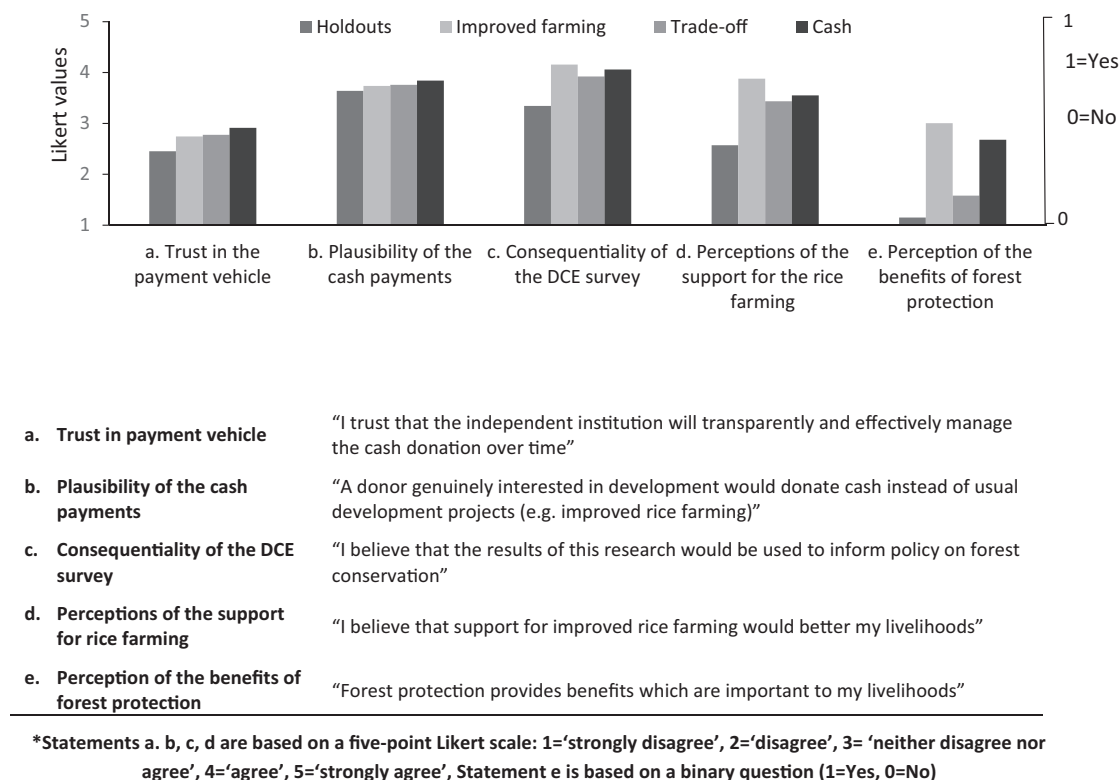 5
4
3
2
1
Likert values
Holdouts
Improved farming
Trade-off
Cash
1
1=Yes
0=No
0
a. Trust in the
payment vehicle
b. Plausibility of the
cash payments
c. Consequentiality of
the DCE survey
d. Perceptions of the
support for the rice
farming
e. Perception of the
benefits of forest
protection
a. Trust in payment vehicle
“I trust that the independent institution will transparently and effectively manage
the cash donation over time”
b. Plausibility of the cash
payments
“A donor genuinely interested in development would donate cash instead of usual
development projects (e.g. improved rice farming)”
c. Consequentiality of the DCE
survey
“I believe that the results of this research would be used to inform policy on forest
conservation”
d. Perceptions of the support
for rice farming
“I believe that support for improved rice farming would better my livelihoods”
e. Perception of the benefits of
forest protection
“Forest protection provides benefits which are important to my livelihoods”
*Statements a. b, c, d are based on a five-point Likert scale: 1=‘strongly disagree’, 2=‘disagree’, 3= ‘neither disagree nor
agree’, 4=‘agree’, 5=‘strongly agree’, Statement e is based on a binary question (1=Yes, 0=No)